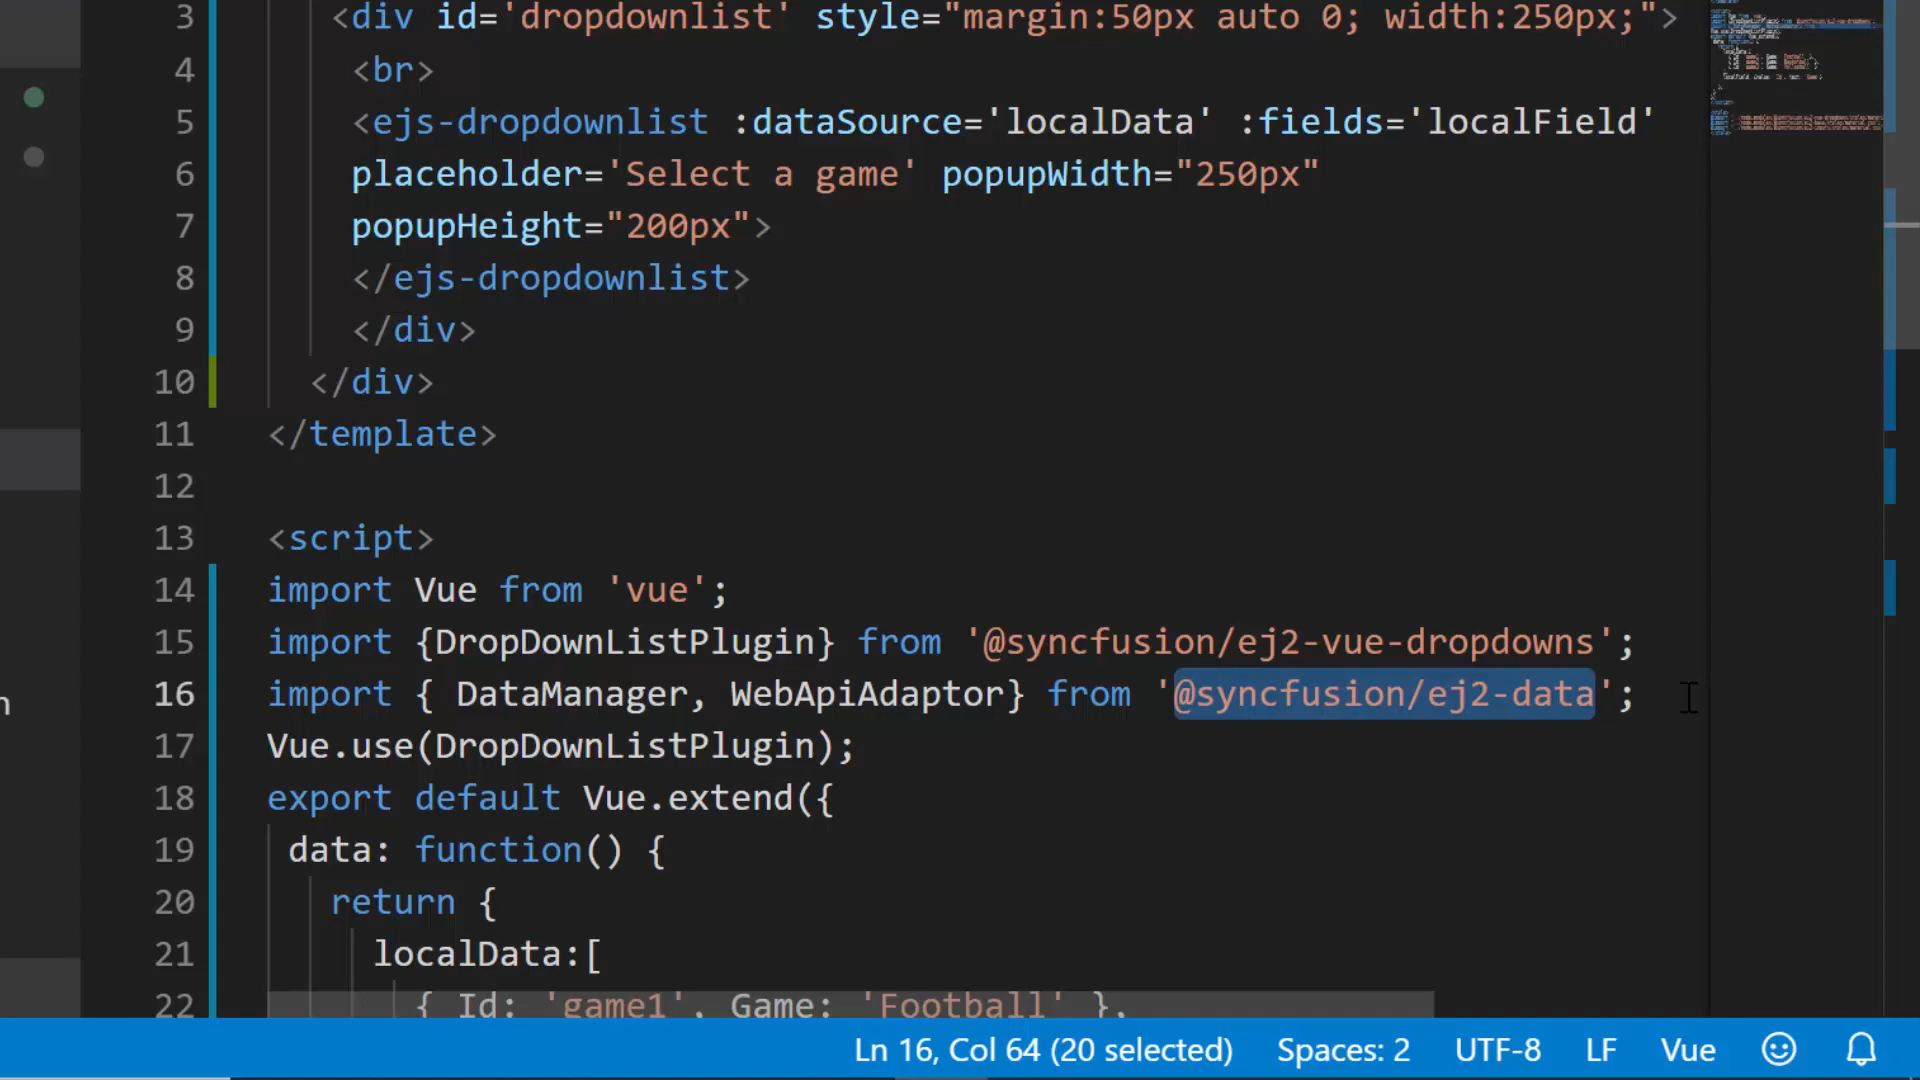 3 <div id='dropdownlist' style="margin:50px auto 0; width:250px;">
4 <br>
5 <ejs-dropdownlist :dataSource='localData' :fields='localField'
6 placeholder='Select a game' popupWidth="250px"
7 popupHeight="200px">
8 </ejs-dropdownlist>
9 </div>
10 </div>
11 </template>
12
13 <script>
14 import Vue from 'vue';
15 import {DropDownListPlugin} from '@syncfusion/ej2-vue-dropdowns';
n
16 import { DataManager, WebApiAdaptor} from '@syncfusion/ej2-data';
17 Vue.use(DropDownListPlugin);
18 export default Vue.extend({
19 data: function() {
20 return {
21 localData:[
22 { Id: 'game1', Game: 'Football' },
Ln 16, Col 64 (20 selected) Spaces: 2 UTF-8 LF Vue